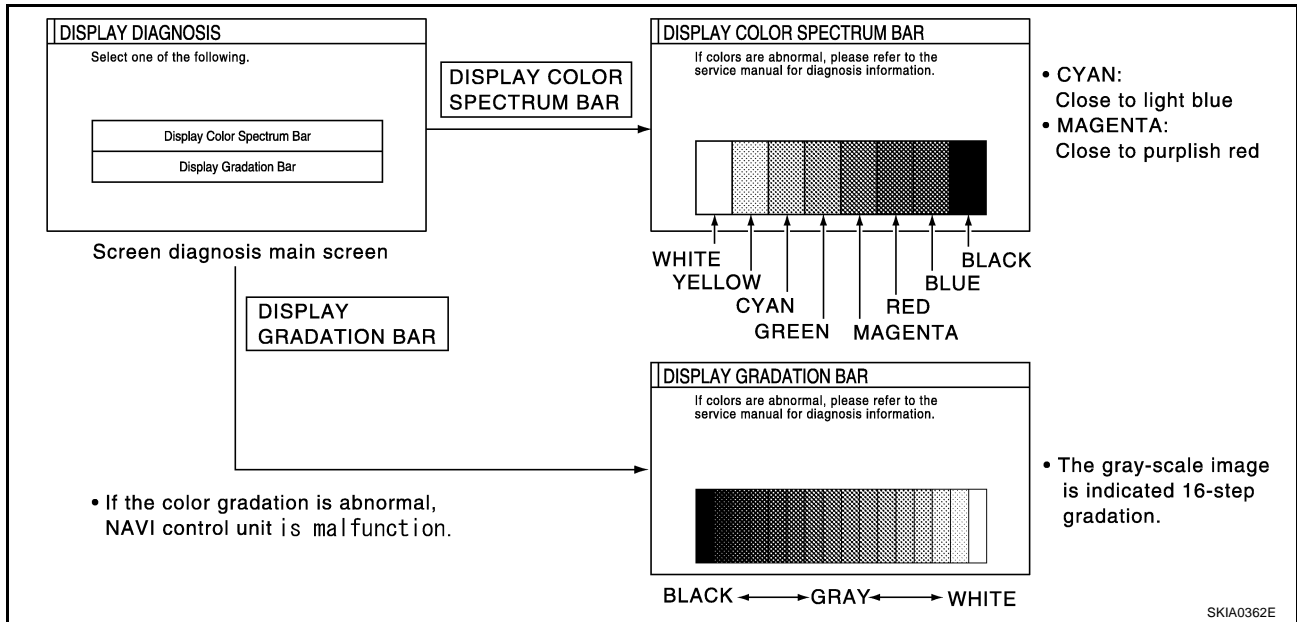 DISPLAY DIAGNOSIS
Select one of the following.
Display Color Spectrum Bar
Display Gradation Bar
Screen diagnosis main screen
DISPLAY COLOR
SPECTRUM BAR
DISPLAY COLOR SPECTRUM BAR
If colors are abnormal, please refer to the
service manual for diagnosis information.
WHITE
YELLOW
CYAN
GREEN
MAGENTA
RED
BLUE
BLACK
• CYAN:
Close to light blue
• MAGENTA:
Close to purplish red
DISPLAY
GRADATION BAR
DISPLAY GRADATION BAR
If colors are abnormal, please refer to the
service manual for diagnosis information.
BLACK GRAY WHITE
• The gray-scale image
is indicated 16-step
gradation.
• If the color gradation is abnormal,
NAVI control unit is malfunction.
SKIA0362E